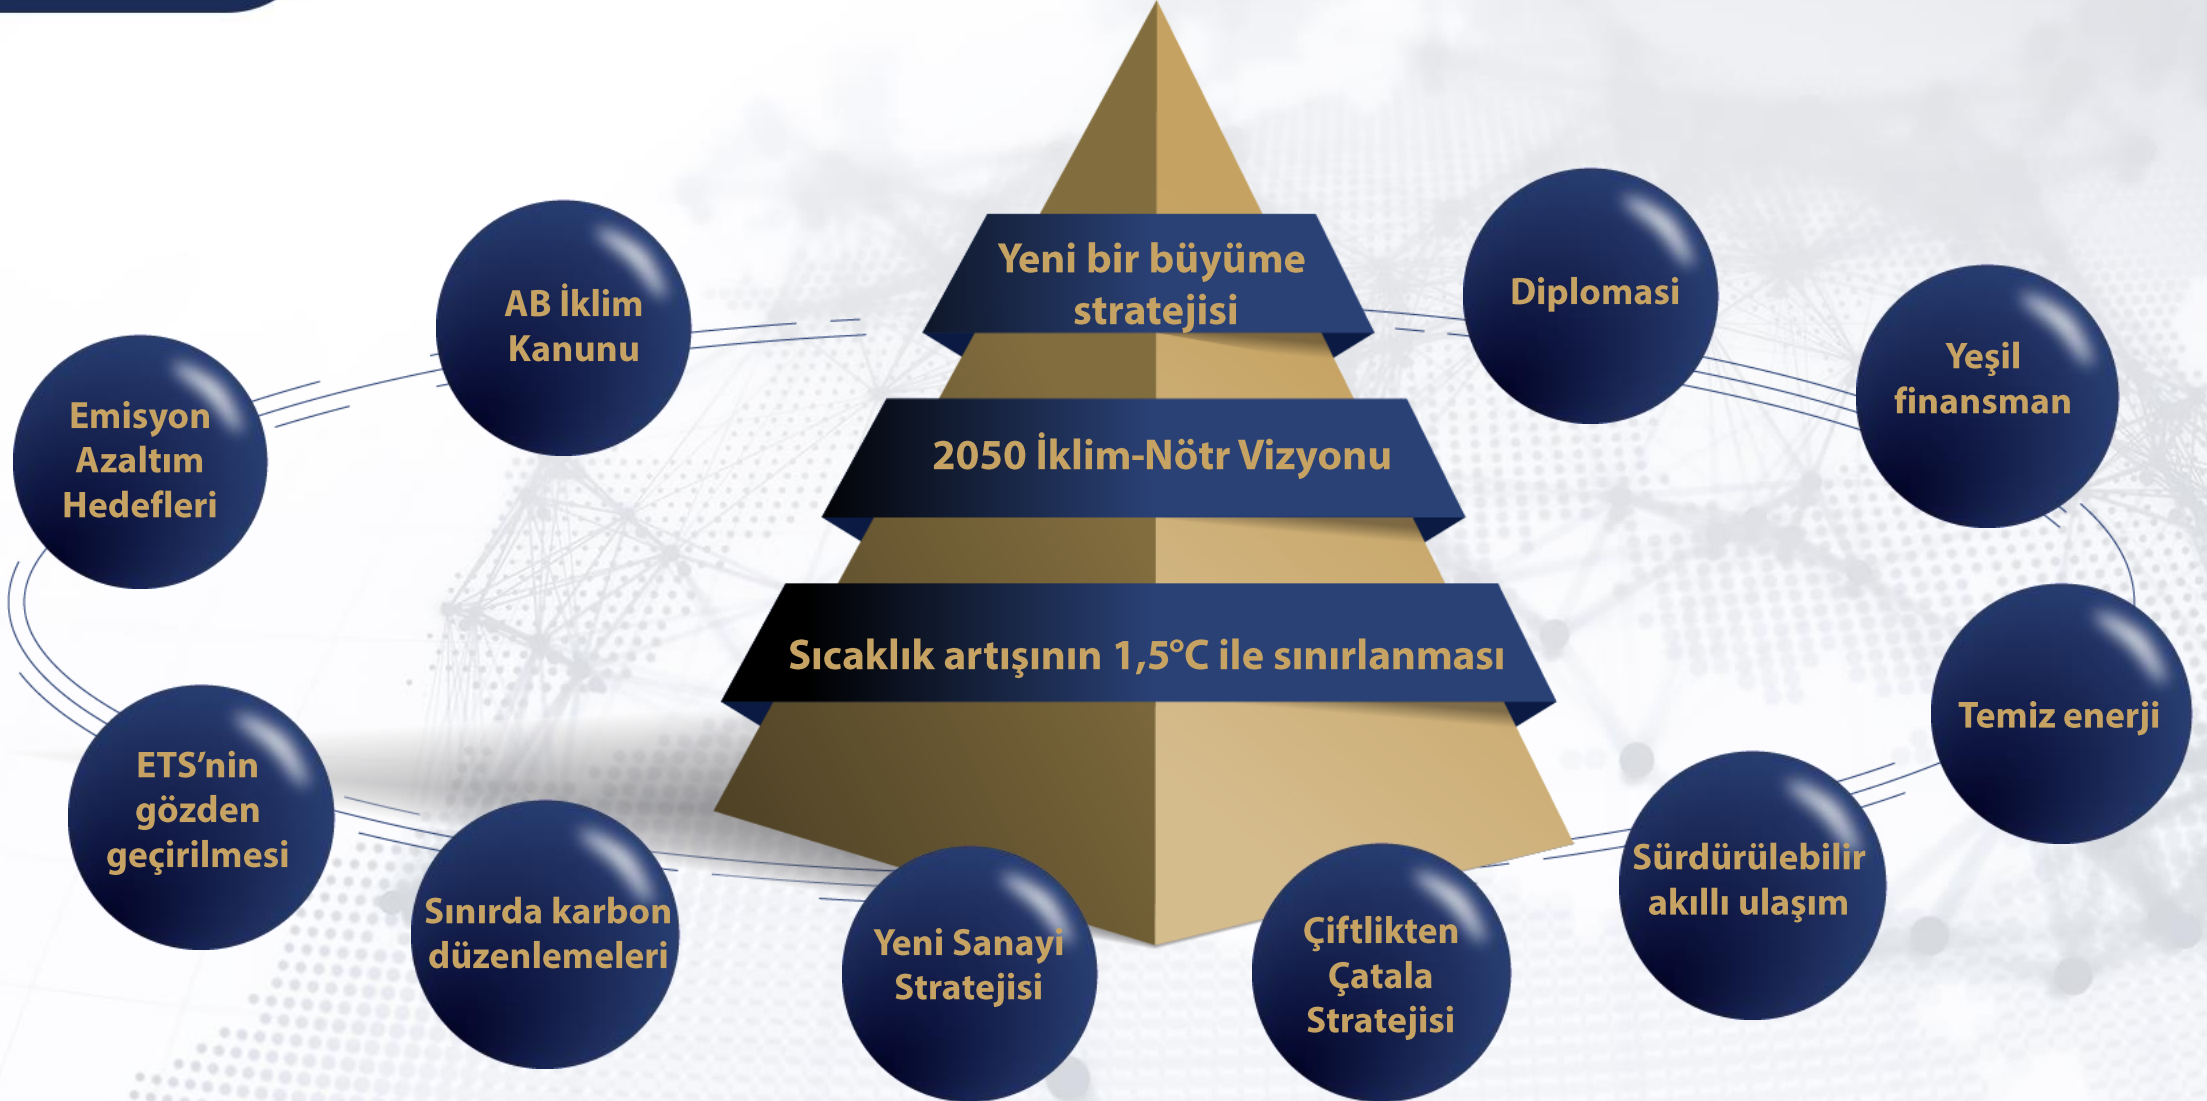 Yeni bir büyüme
stratejisi
2050 İklim-Nötr Vizyonu
Sıcaklık artışının 1,5°C ile sınırlanması
AB İklim
Kanunu
Emisyon
Azaltım
Hedefleri
ETS’nin
gözden
geçirilmesi
Sınırda karbon
düzenlemeleri
Yeni Sanayi
Stratejisi
Çiftlikten
Çatala
Stratejisi
Sürdürülebilir
akıllı ulaşım
Temiz enerji
Yeşil
finansman
Diplomasi